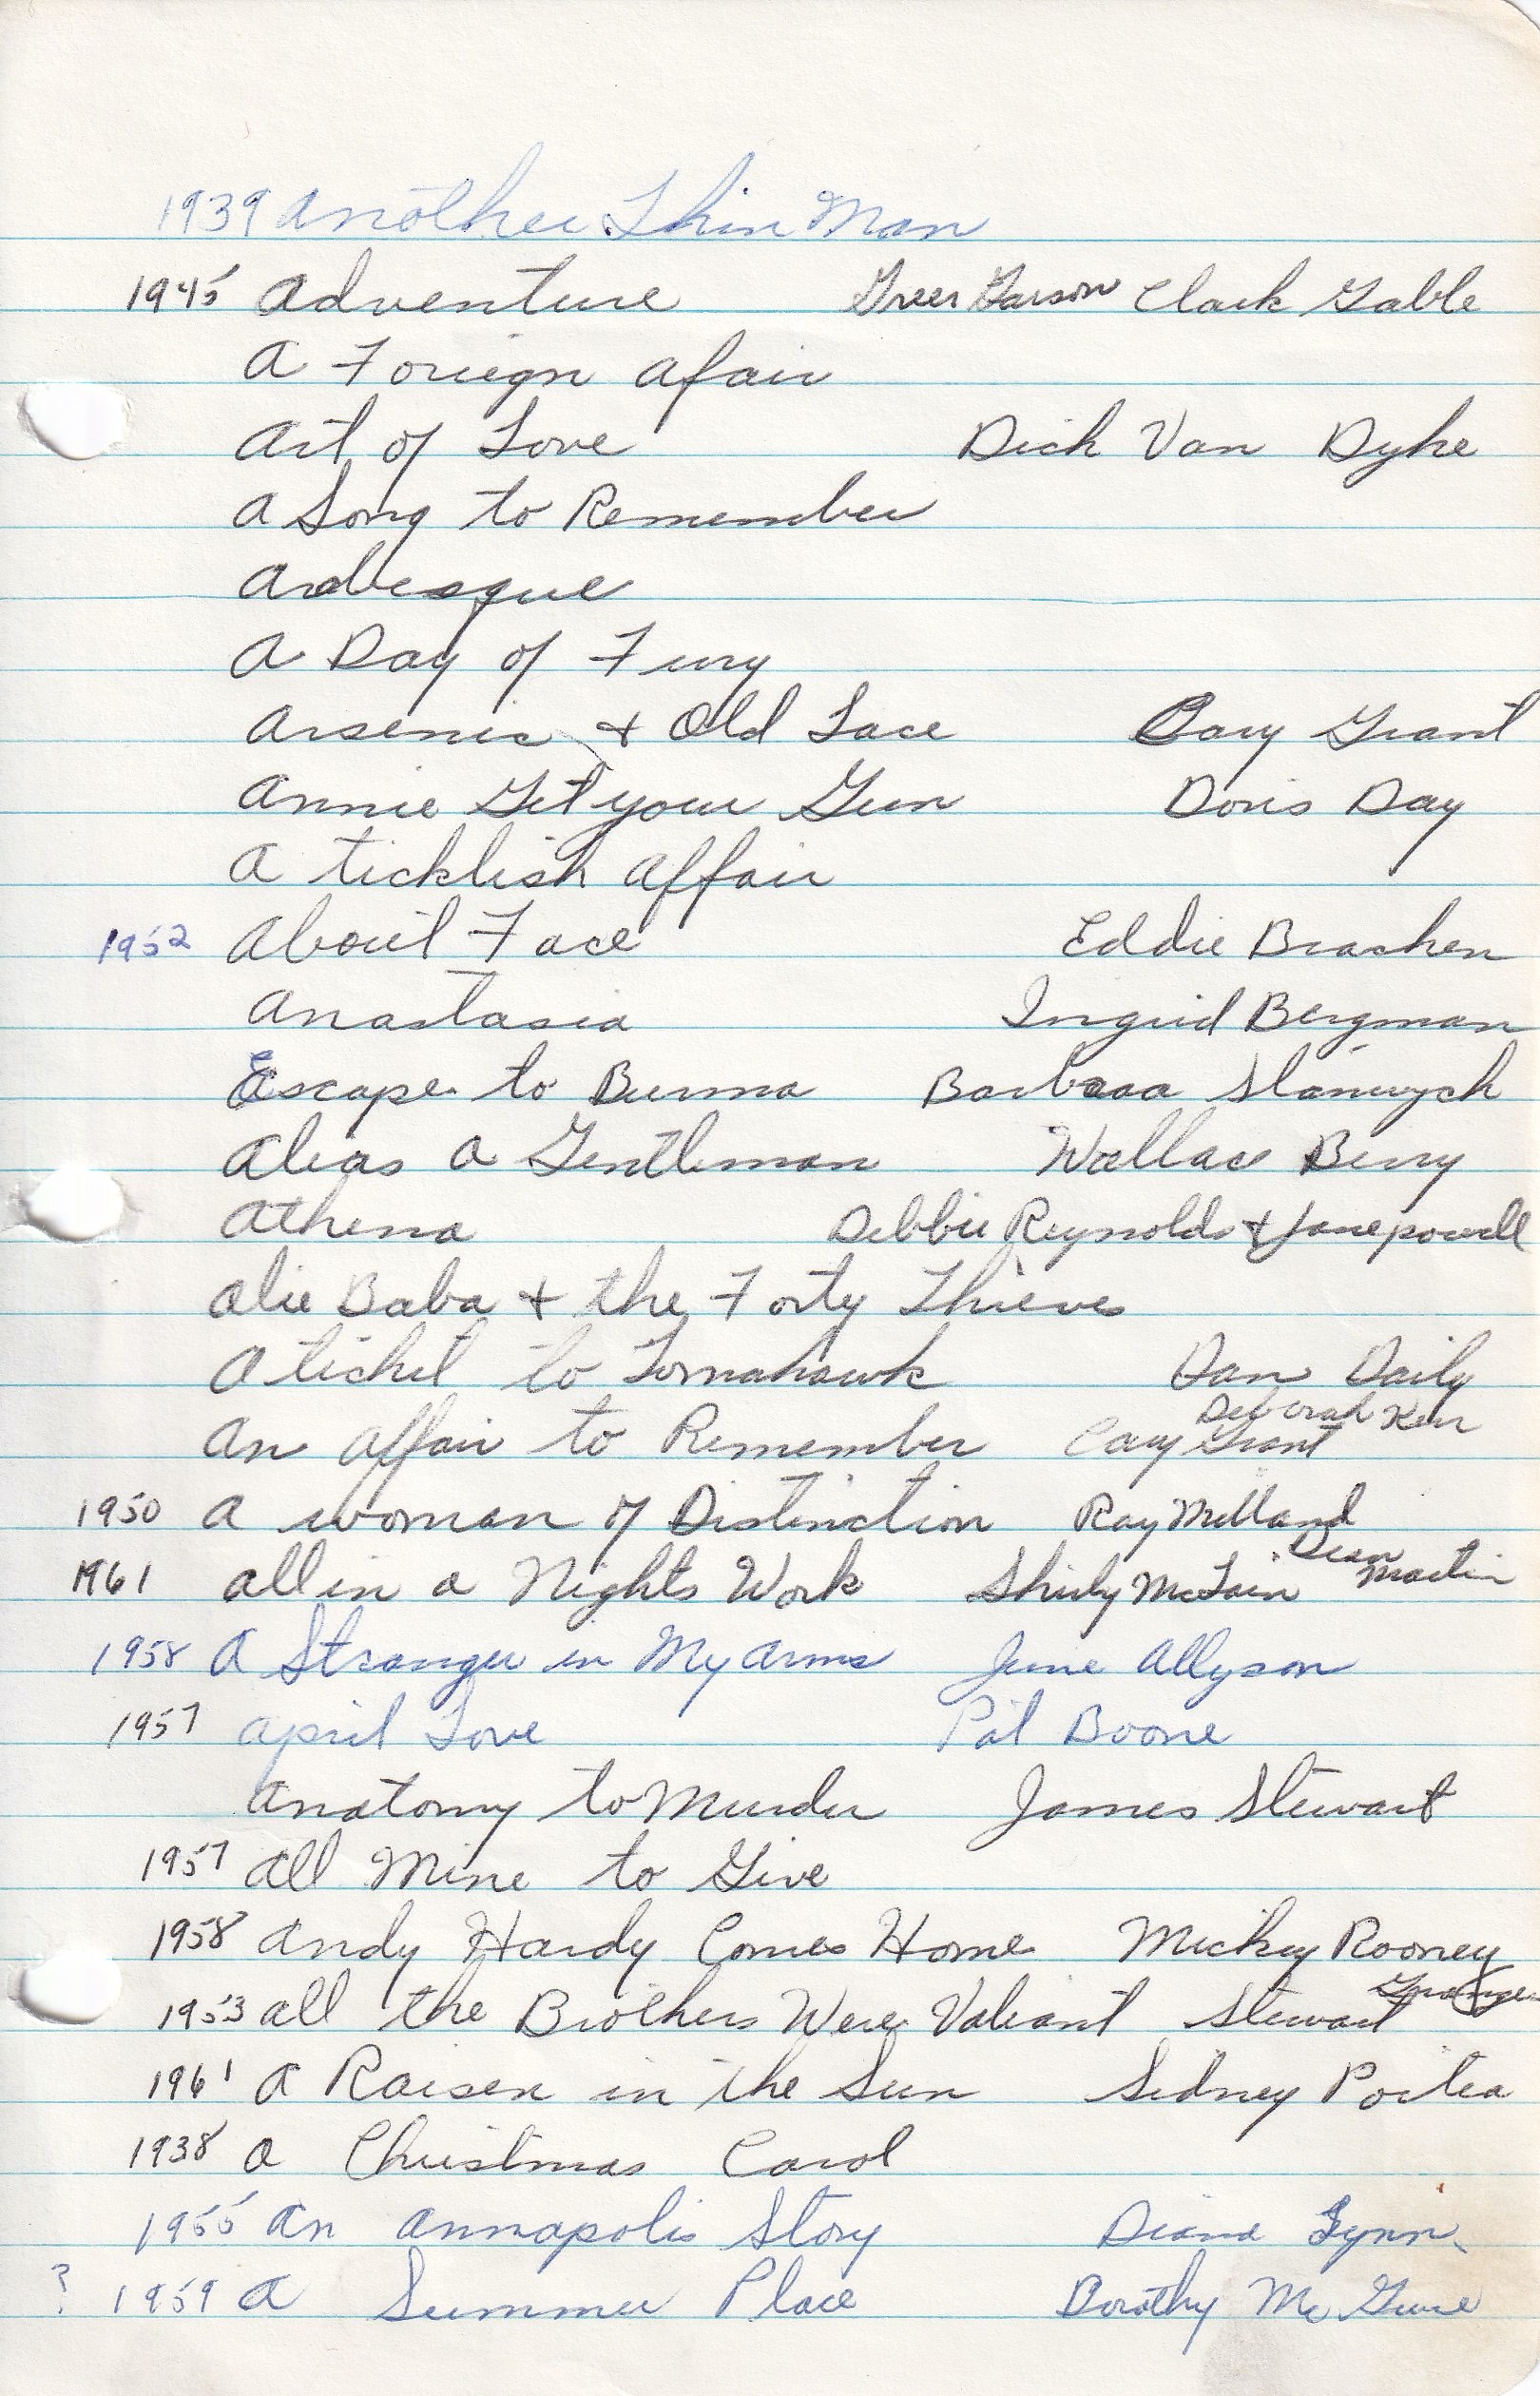 1939 Another Thin Man
1945 Adventure Greer Garson Clark Gable
A Foriegn Afair
Art of Love Dick Van Dyke
A Song to Remember
Arabesque
A Day of Fury
Arsenic + Old Lace Cary Grant
Annie Get your Gun Doris Day
A ticklish Affair
1952 About Face Eddie Bracken
Anastasia Ingrid Bergman
Escape to Burma Barbaaa Stanwyck
Alias a Gentleman Wallace Berry
Athena Debbie Reynolds + Jane powell
Alie Baba + the Forty Thieves
A ticket to Tomahawk Dan Daily
An Affair to Remember Cary Grant Deborah Kerr
1950 A woman of Distinction Ray Milland
1961 All in a Nights Work Shirly McLain Dean Martin
1958 A Stranger in My Arms June Allyson
1957 April Love Pat Boone
Anatomy to Murder James Stewart
1957 All Mine to Give
1958 Andy Hardy Comes Home Mickey Rooney
1953 All the Brothers Were Valiant Stewart Granger
1961 A Raisen in the Sun Sidney Poitea
1938 A Christmas Carol
1955 An Annapolis Story Diana Lynn
? 1959 A Summer Place Dorothy Mc Guire